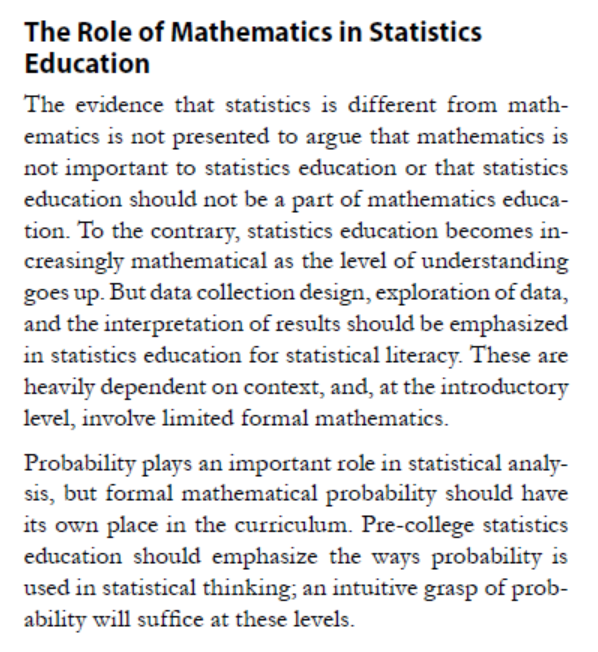 The Role of Mathematics in Statistics
Education
The evidence that statistics is different from math-
ematics is not presented to argue that mathematics is
not important to statistics education or that statistics
education should not be a part of mathematics educa-
tion. To the contrary, statistics education becomes in-
creasingly mathematical as the level of understanding
goes up. But data collection design, exploration of data,
and the interpretation of results should be emphasized
in statistics education for statistical literacy. These are
heavily dependent on context, and, at the introductory
level, involve limited formal mathematics.
Probability plays an important role in statistical analy-
sis, but formal mathematical probability should have
its own place in the curriculum. Pre-college statistics
education should emphasize the ways probability is
used in statistical thinking; an intuitive grasp of prob-
ability will suffice at these levels.